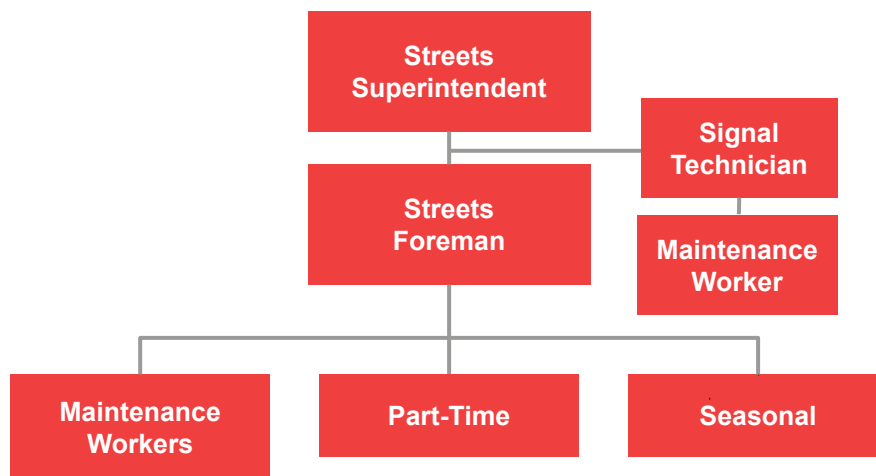 Streets
Superintendent
Signal
Technician
Streets
Foreman
Maintenance
Worker
Maintenance
Workers
Part-Time
Seasonal